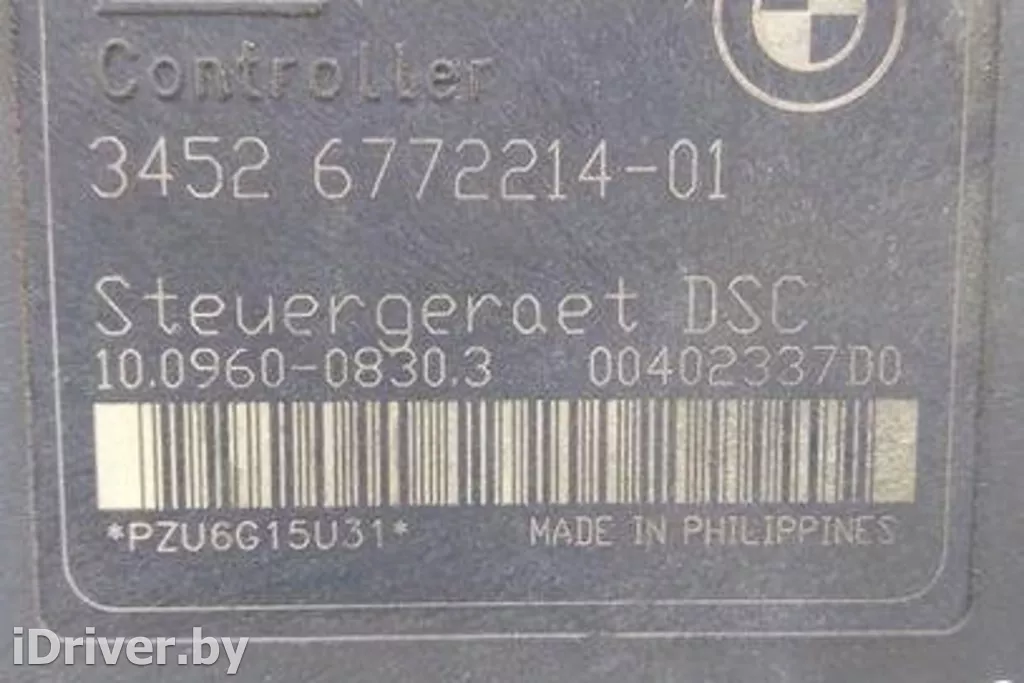 Controller
3452 6772214-01
Steuergeraet DSC
10.0960-0830.3 00402337D0
*PZU6G15U31* MADE IN PHILIPPINES
iDriver.by